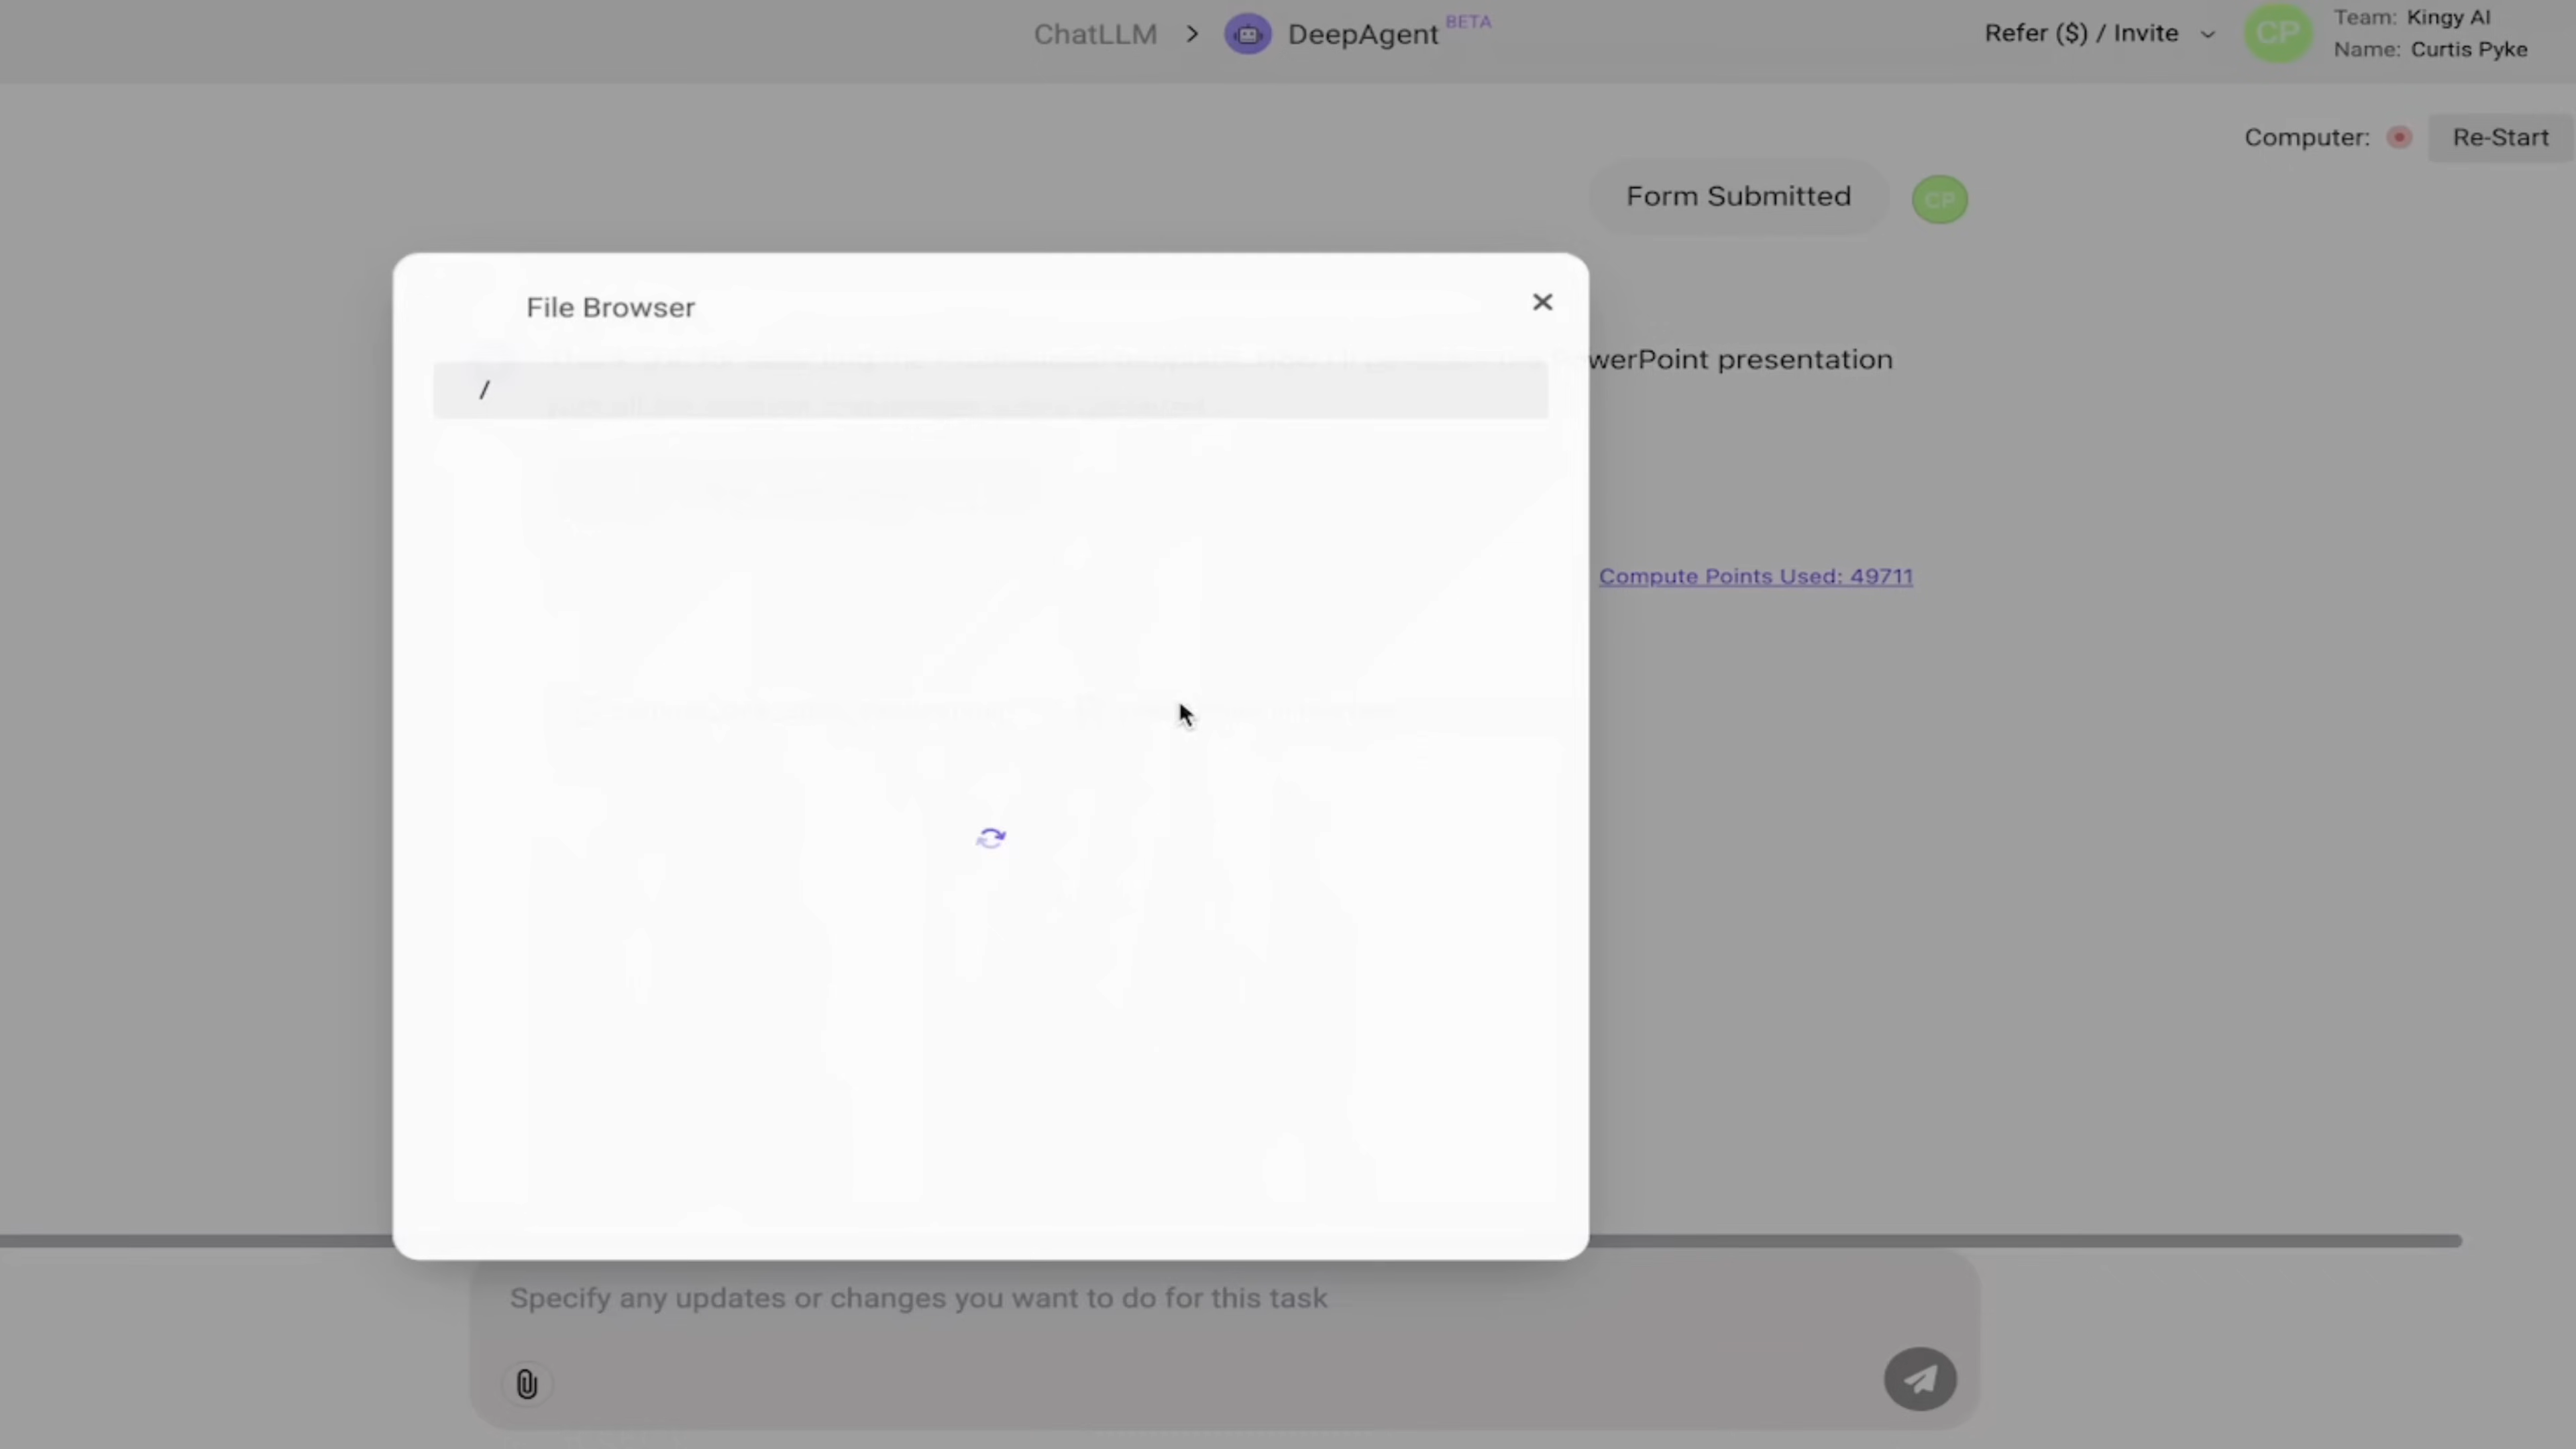 ChatLLM > DeepAgent BETA
Refer ($) / Invite
CP
Team: Kingy AI
Name: Curtis Pyke
Computer:
Re-Start
Form Submitted
CP
File Browser
werPoint presentation
/
Compute Points Used: 49711
Specify any updates or changes you want to do for this task